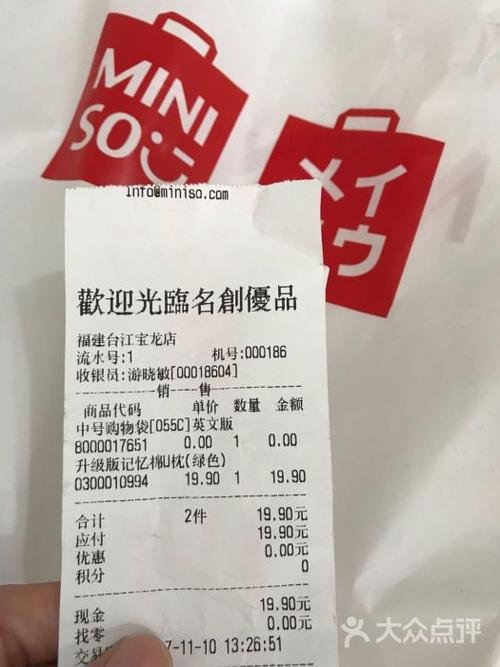 MINI
SO
メイ
ソウ
Info@miniso.com
歡迎光臨名創優品
福建台江宝龙店
流水号:1 机号:000186
收银员:游晓敏[00018604]
销 售
商品代码 单价 数量 金额
中号购物袋[055C]英文版
8000017651 0.00 1 0.00
升级版记忆棉U枕(绿色)
0300010994 19.90 1 19.90
合计 2件 19.90元
应付 19.90元
优惠 0.00元
积分 0
现金 19.90元
找零 0.00元
交易 7-11-10 13:26:51
大众点评